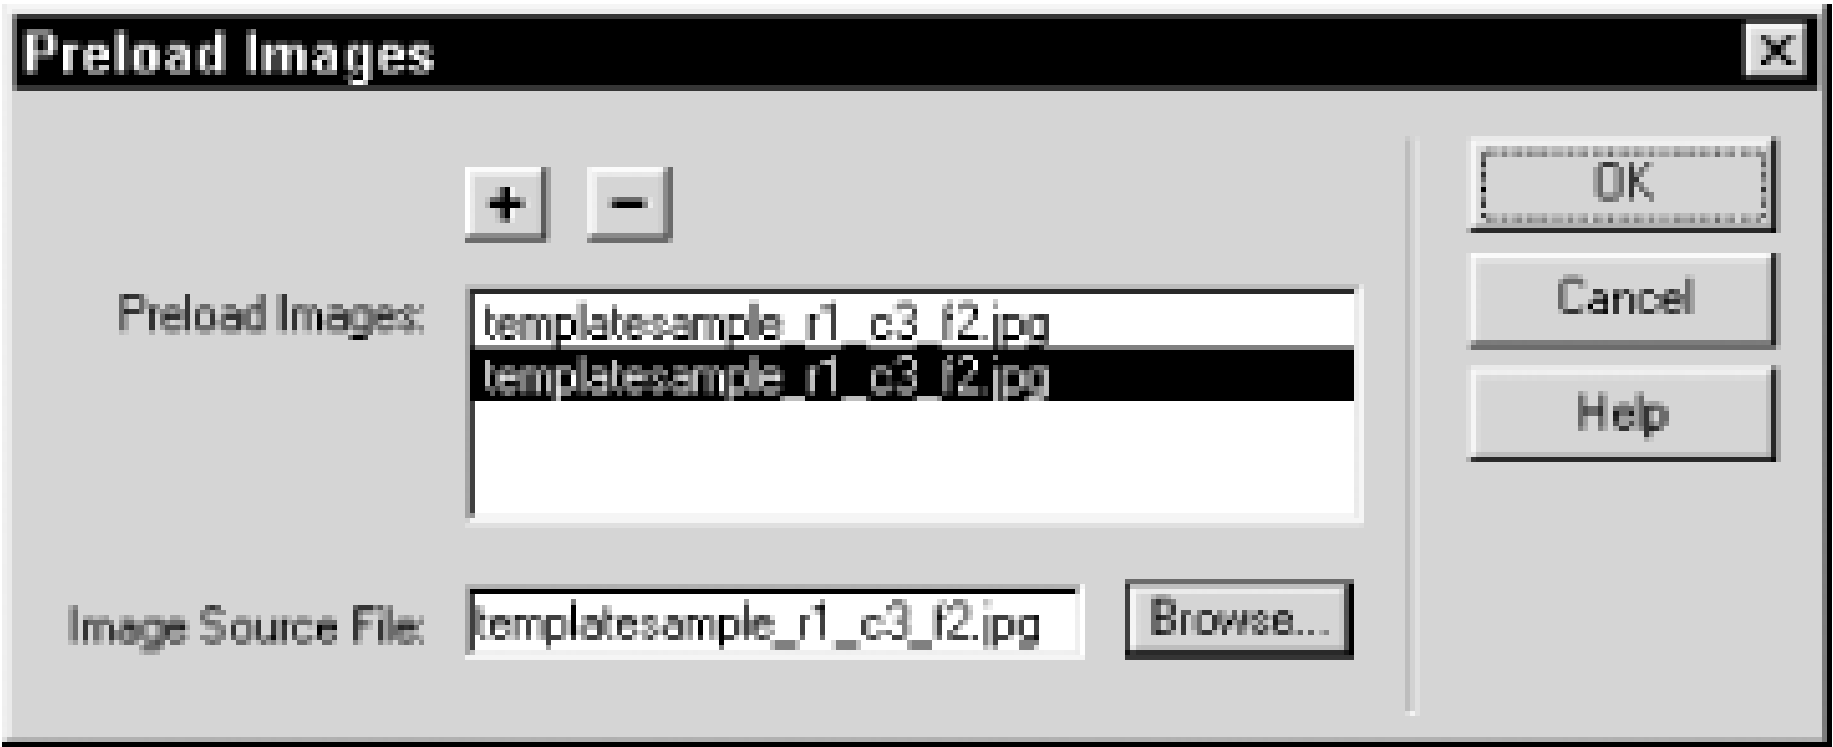 Preload Images
+ −
OK
Preload Images:
templatesample_r1_c3_f2.jpg
templatesample_r1_c3_f2.jpg
Cancel
Help
Image Source File:
templatesample_r1_c3_f2.jpg
Browse...